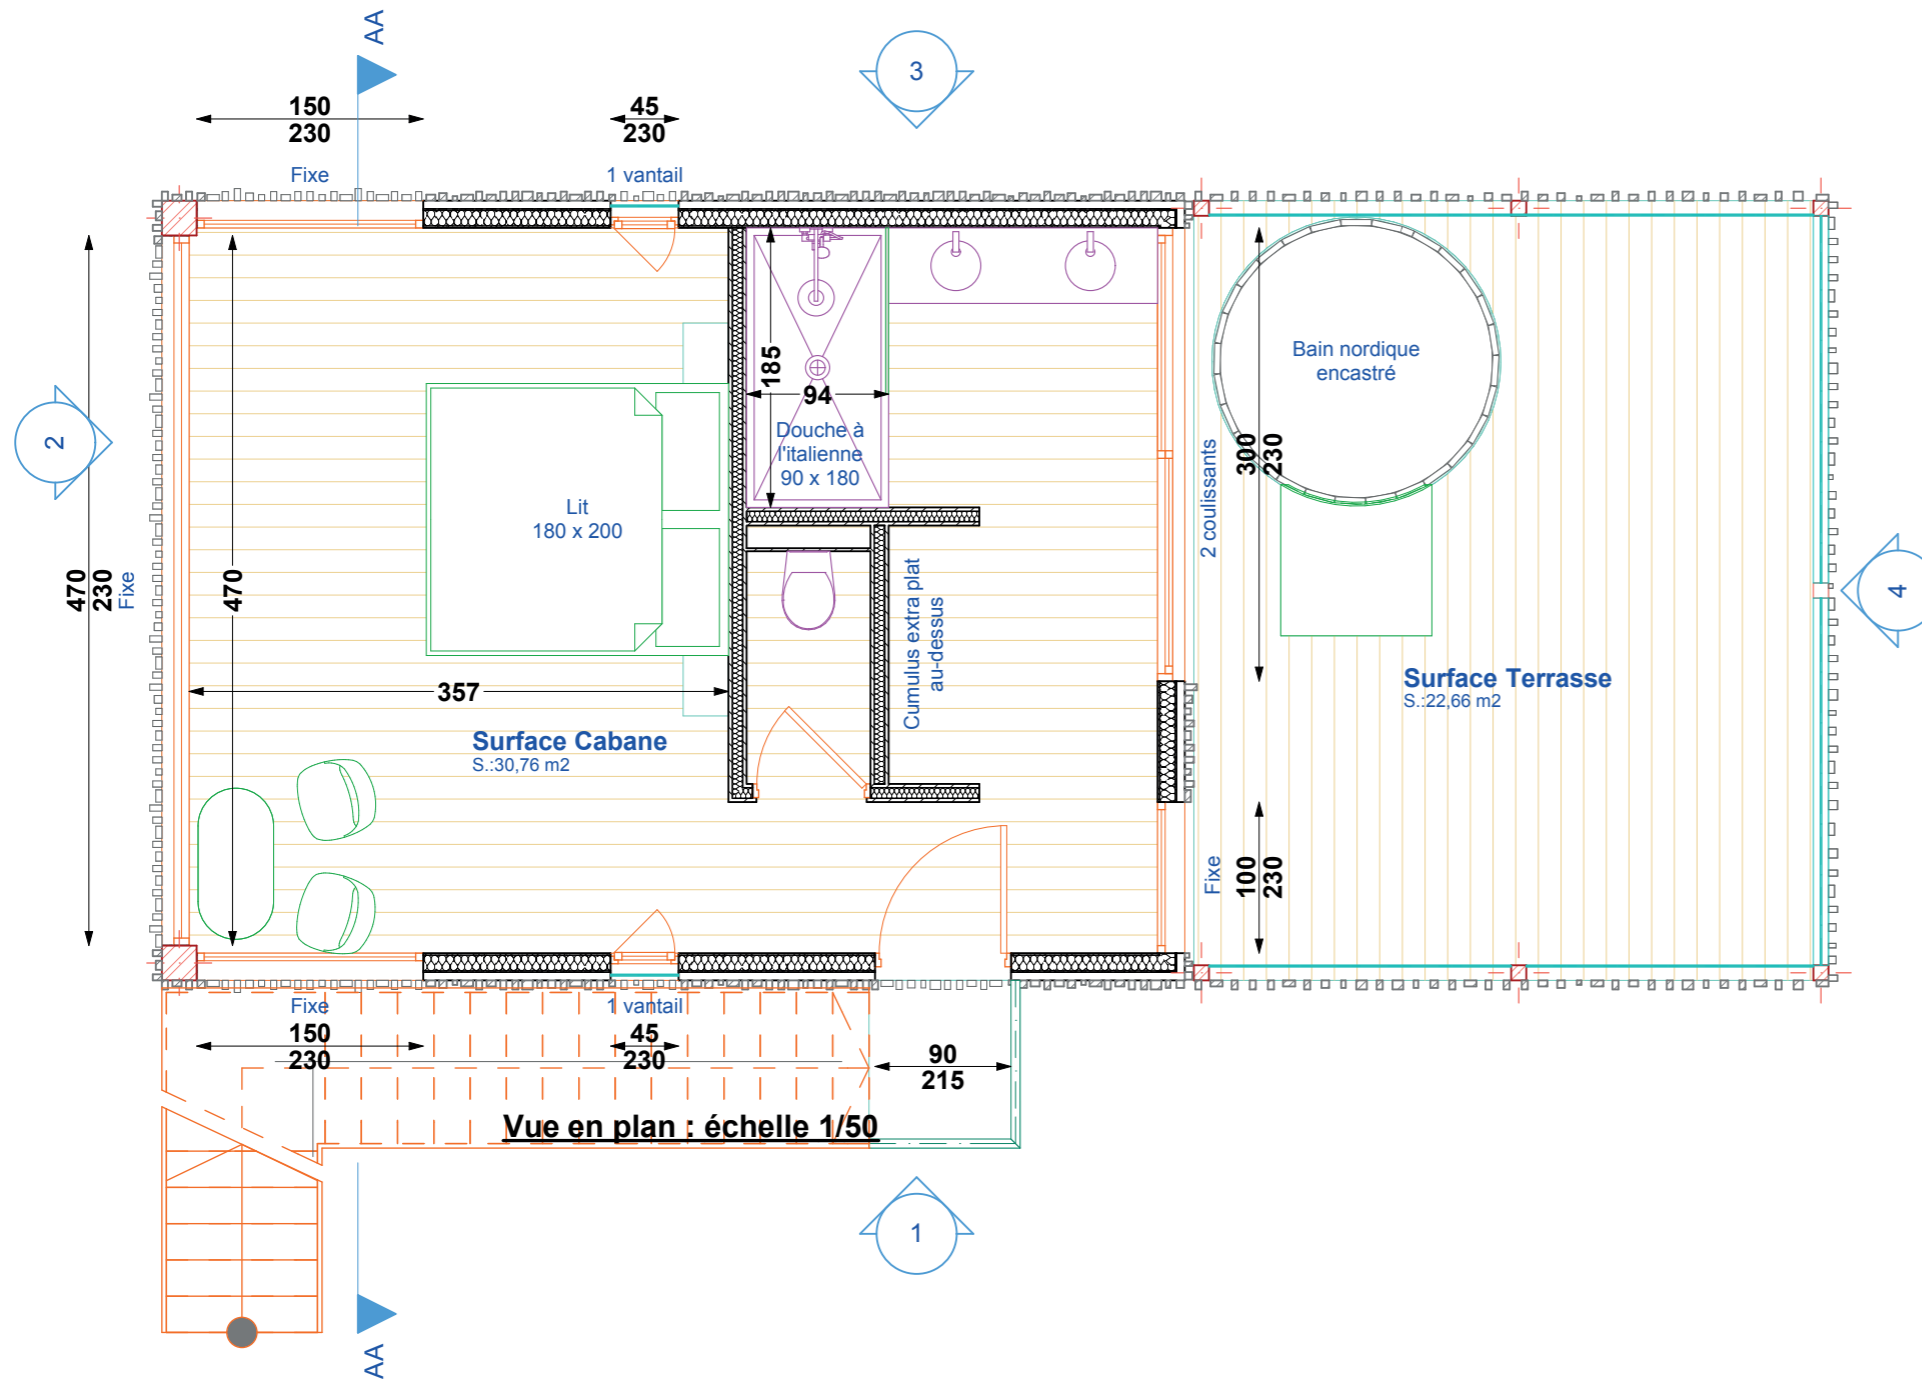 AA
3
150
230
Fixe
45
230
1 vantail
2
185
94
Douche à
l'italienne
90 x 180
Bain nordique
encastré
300
230
2 coulissants
Lit
180 x 200
470
230
Fixe
470
Cumulus extra plat
au-dessus
4
357
Surface Cabane
S.:30,76 m2
Surface Terrasse
S.:22,66 m2
Fixe
100
230
Fixe
150
230
1 vantail
45
230
90
215
Vue en plan : échelle 1/50
1
AA